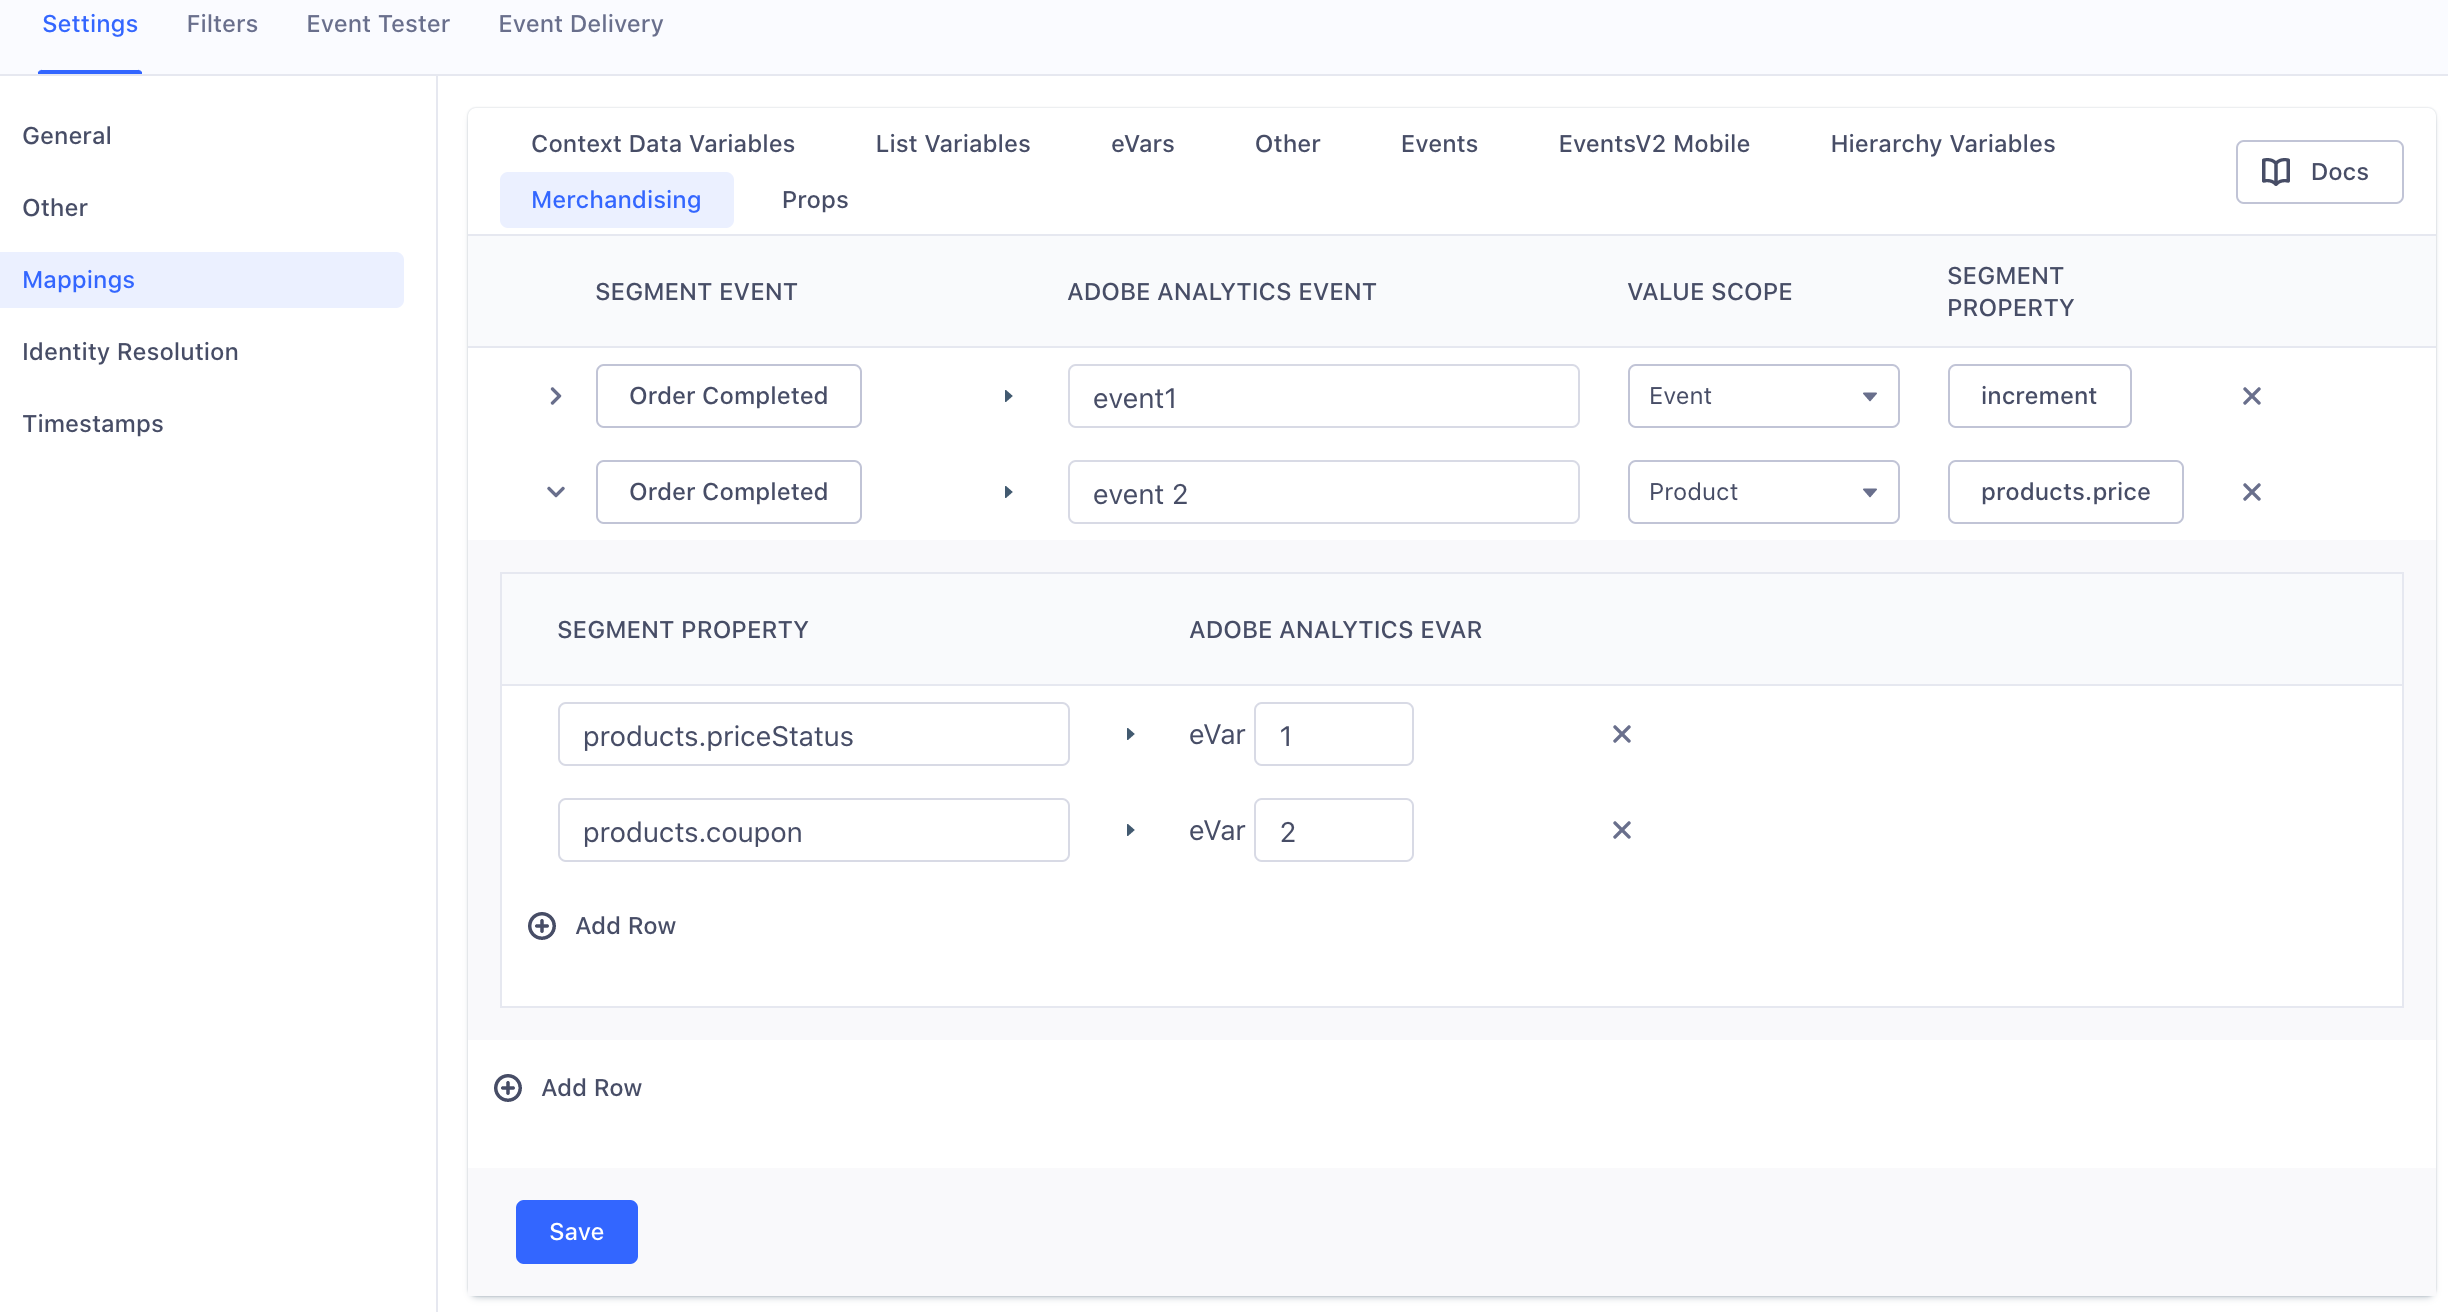 Settings Filters Event Tester Event Delivery
General
Other
Mappings
Identity Resolution
Timestamps
Context Data Variables List Variables eVars Other Events EventsV2 Mobile Hierarchy Variables
Merchandising Props
Docs
SEGMENT EVENT ADOBE ANALYTICS EVENT VALUE SCOPE SEGMENT
PROPERTY
Order Completed event1 Event increment
Order Completed event 2 Product products.price
SEGMENT PROPERTY ADOBE ANALYTICS EVAR
products.priceStatus eVar 1
products.coupon eVar 2
Add Row
Add Row
Save